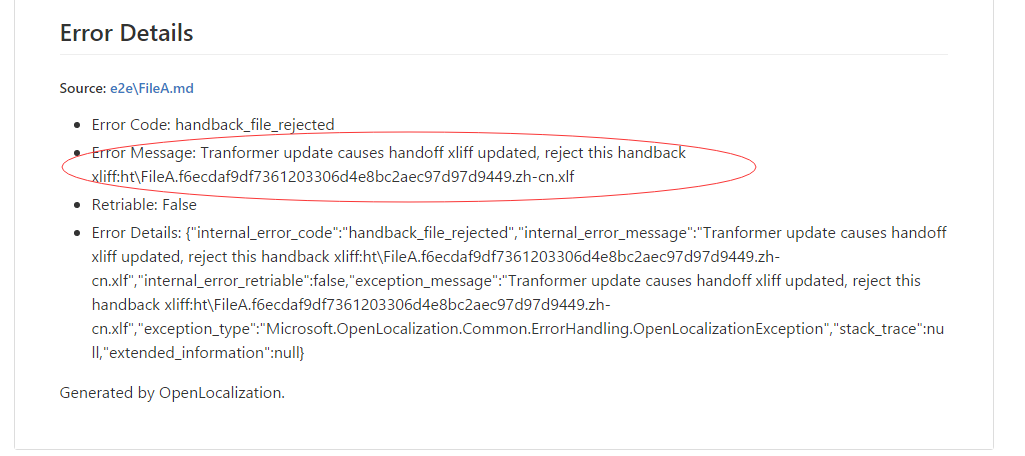 Error Details
Source: e2e\FileA.md
Error Code: handback_file_rejected
Error Message: Tranformer update causes handoff xliff updated, reject this handback
xliff:ht\FileA.f6ecdaf9df7361203306d4e8bc2aec97d97d9449.zh-cn.xlf
Retriable: False
Error Details: {"internal_error_code":"handback_file_rejected","internal_error_message":"Tranformer update causes handoff
xliff updated, reject this handback xliff:ht\FileA.f6ecdaf9df7361203306d4e8bc2aec97d97d9449.zh-
cn.xlf","internal_error_retriable":false,"exception_message":"Tranformer update causes handoff xliff updated, reject this
handback xliff:ht\FileA.f6ecdaf9df7361203306d4e8bc2aec97d97d9449.zh-
cn.xlf","exception_type":"Microsoft.OpenLocalization.Common.ErrorHandling.OpenLocalizationException","stack_trace":nu
ll,"extended_information":null}
Generated by OpenLocalization.